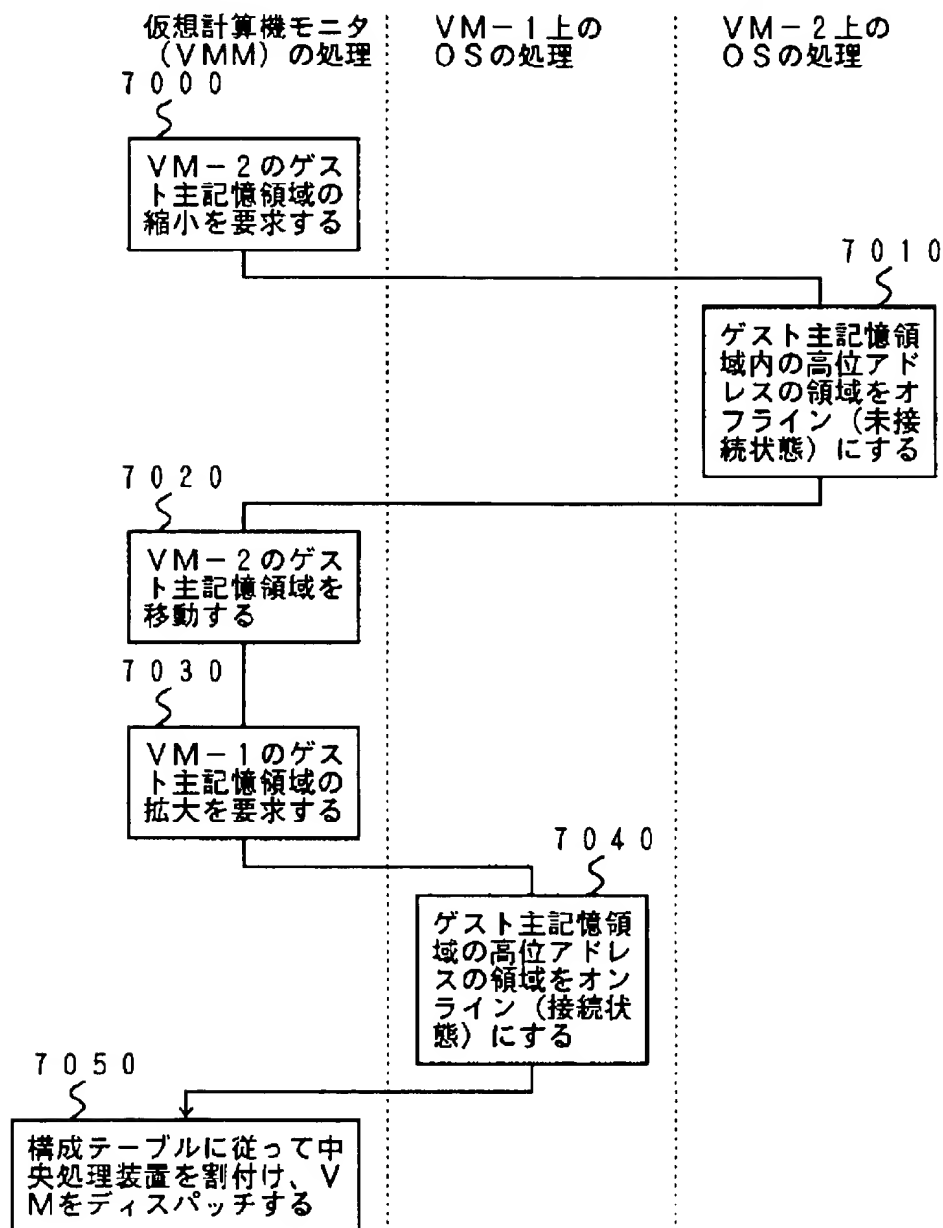 仮想計算機モニタ
（VMM）の処理
VM－1上の
OSの処理
VM－2上の
OSの処理
7000
VM－2のゲス
ト主記憶領域の
縮小を要求する
7010
ゲスト主記憶領
域内の高位アド
レスの領域をオ
フライン（未接
続状態）にする
7020
VM－2のゲス
ト主記憶領域を
移動する
7030
VM－1のゲス
ト主記憶領域の
拡大を要求する
7040
ゲスト主記憶領
域の高位アドレ
スの領域をオン
ライン（接続状
態）にする
7050
構成テーブルに従って中
央処理装置を割付け、V
Mをディスパッチする